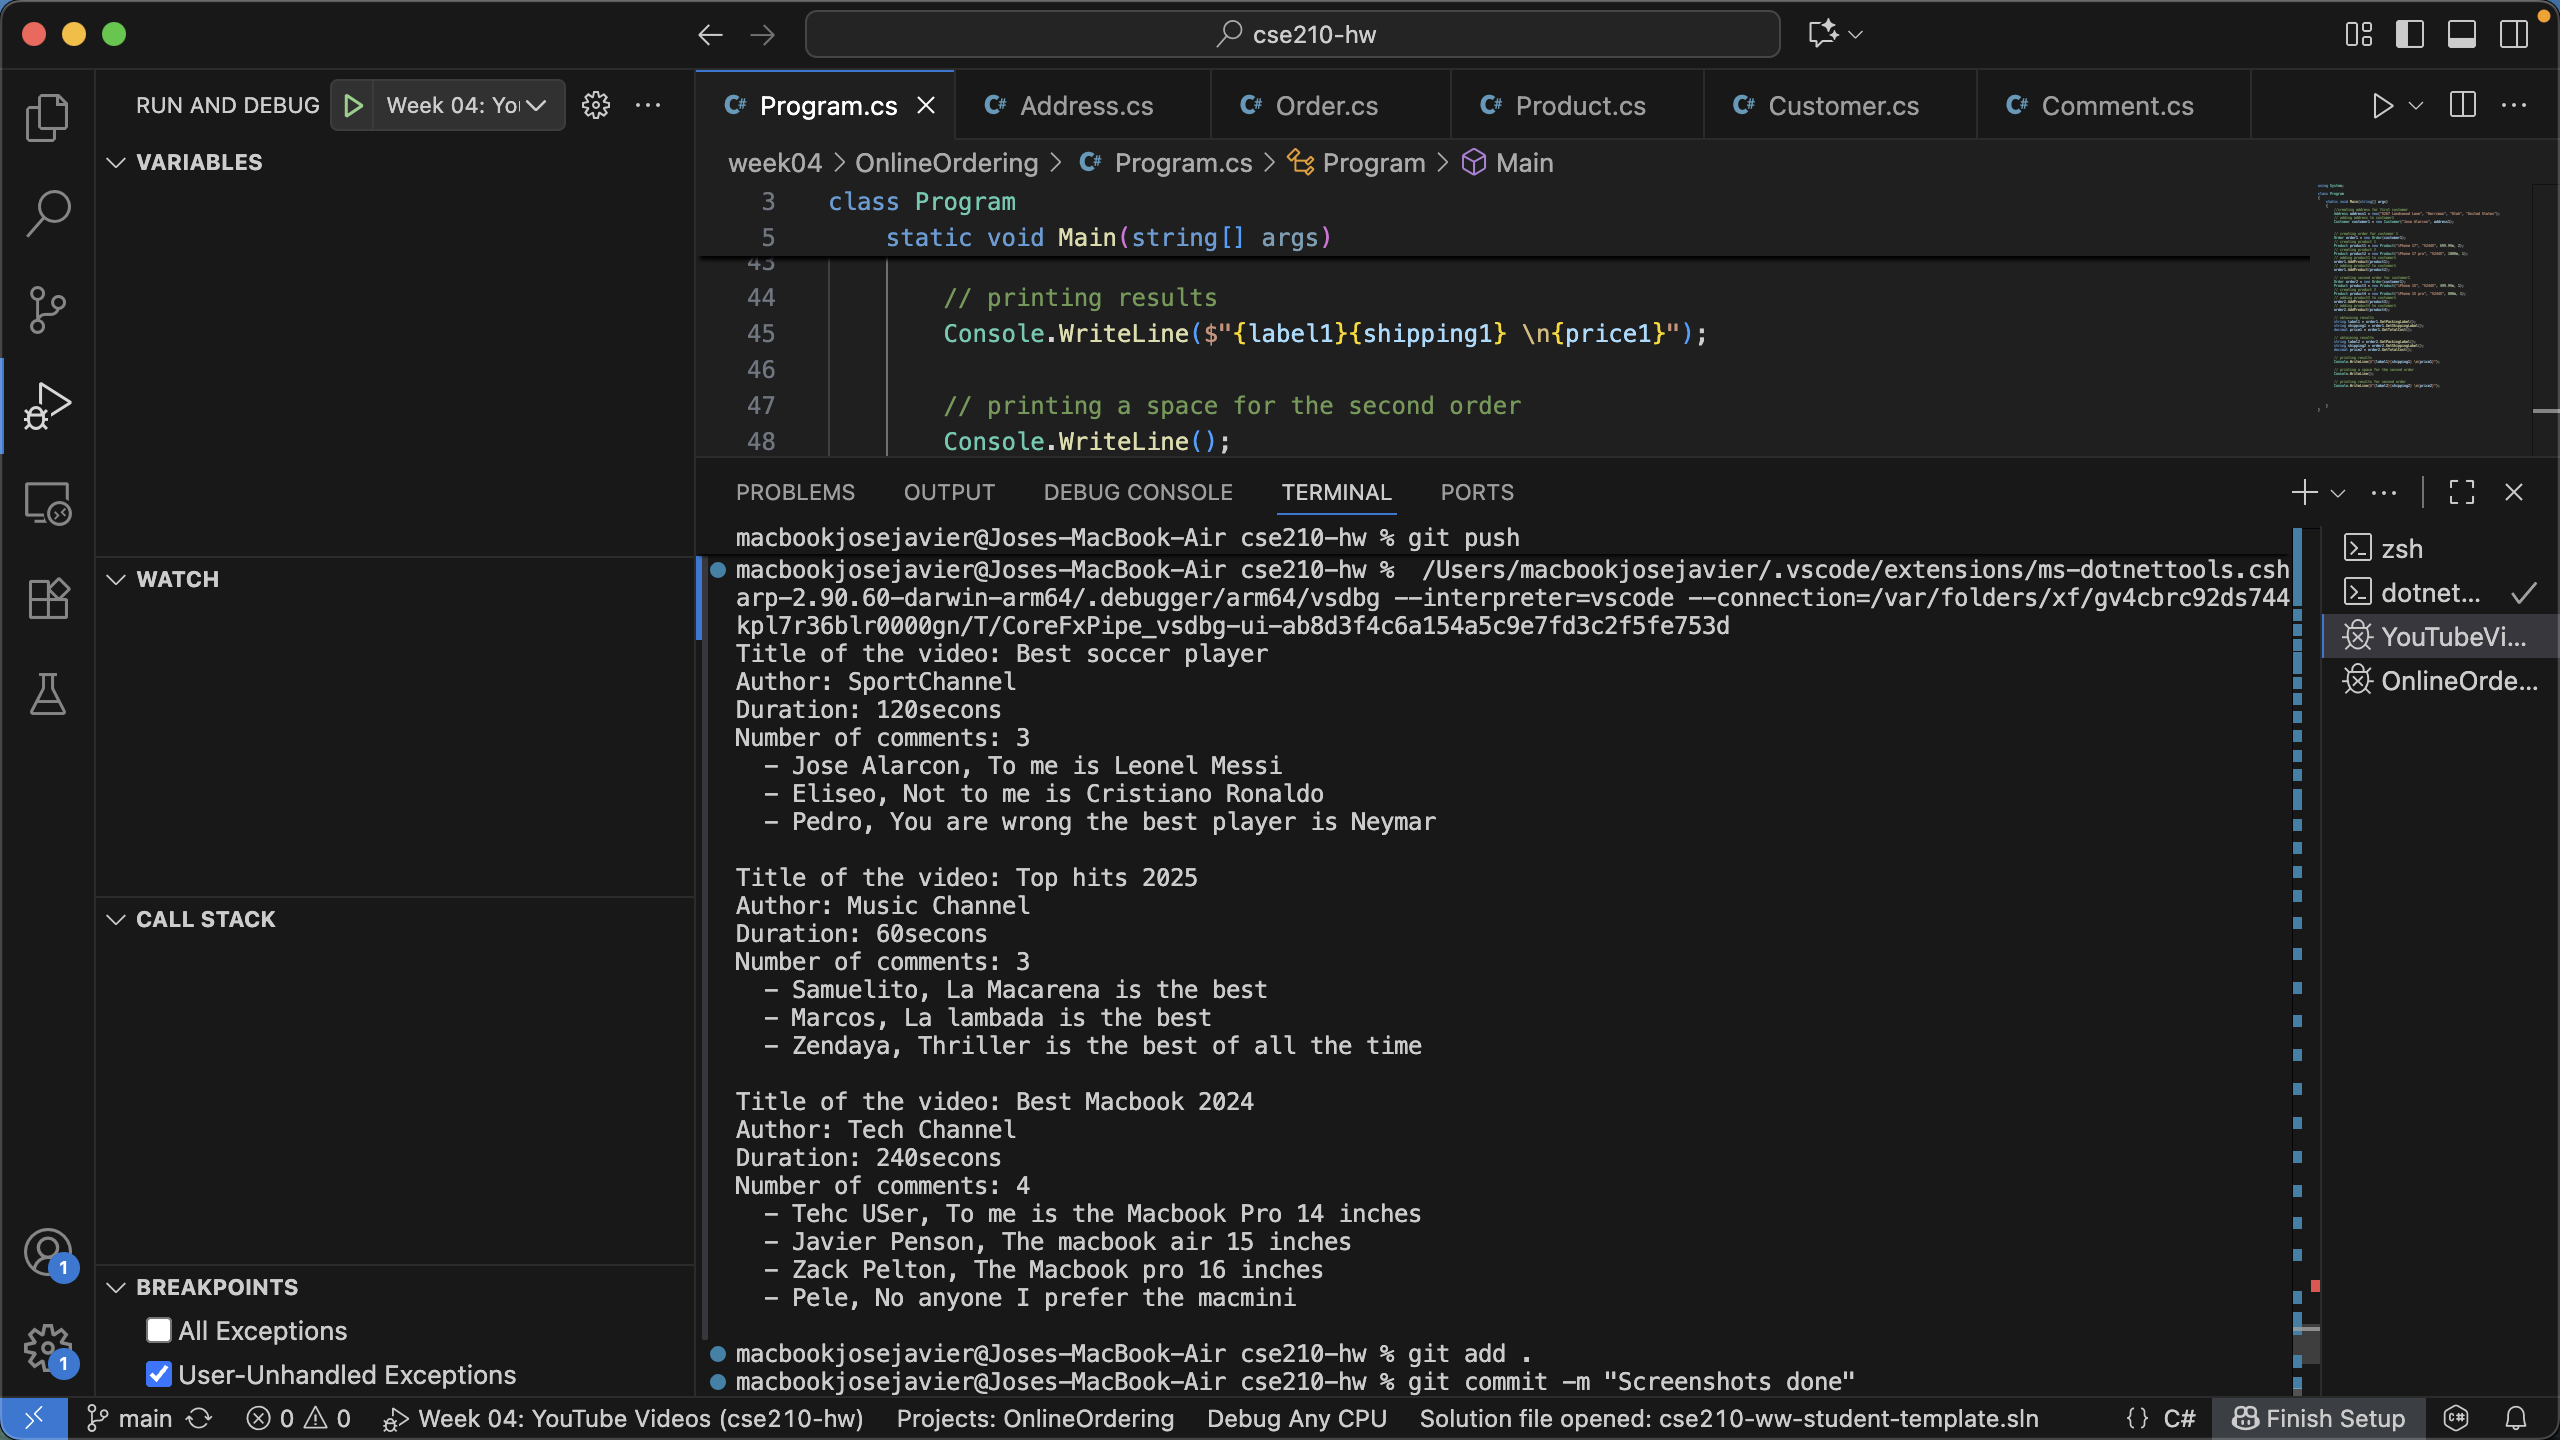 cse210-hw
RUN AND DEBUG
Week 04: Yo
Program.cs
Address.cs
Order.cs
Product.cs
Customer.cs
Comment.cs
VARIABLES
week04 > OnlineOrdering > Program.cs > Program > Main
3 class Program
5 static void Main(string[] args)
43
44 // printing results
45 Console.WriteLine($"{label1}{shipping1} \n{price1}");
46
47 // printing a space for the second order
48 Console.WriteLine();
PROBLEMS OUTPUT DEBUG CONSOLE TERMINAL PORTS
macbookjosejavier@Joses-MacBook-Air cse210-hw % git push
macbookjosejavier@Joses-MacBook-Air cse210-hw %  /Users/macbookjosejavier/.vscode/extensions/ms-dotnettools.csh
arp-2.90.60-darwin-arm64/.debugger/arm64/vsdbg --interpreter=vscode --connection=/var/folders/xf/gv4cbrc92ds744
kpl7r36blr0000gn/T/CoreFxPipe_vsdbg-ui-ab8d3f4c6a154a5c9e7fd3c2f5fe753d
Title of the video: Best soccer player
Author: SportChannel
Duration: 120secons
Number of comments: 3
- Jose Alarcon, To me is Leonel Messi
- Eliseo, Not to me is Cristiano Ronaldo
- Pedro, You are wrong the best player is Neymar
Title of the video: Top hits 2025
Author: Music Channel
Duration: 60secons
Number of comments: 3
- Samuelito, La Macarena is the best
- Marcos, La lambada is the best
- Zendaya, Thriller is the best of all the time
Title of the video: Best Macbook 2024
Author: Tech Channel
Duration: 240secons
Number of comments: 4
- Tehc USer, To me is the Macbook Pro 14 inches
- Javier Penson, The macbook air 15 inches
- Zack Pelton, The Macbook pro 16 inches
- Pele, No anyone I prefer the macmini
macbookjosejavier@Joses-MacBook-Air cse210-hw % git add .
macbookjosejavier@Joses-MacBook-Air cse210-hw % git commit -m "Screenshots done"
zsh
dotnet...
YouTubeVi...
OnlineOrde...
WATCH
CALL STACK
BREAKPOINTS
All Exceptions
User-Unhandled Exceptions
1
1
main
0 0
Week 04: YouTube Videos (cse210-hw)
Projects: OnlineOrdering
Debug Any CPU
Solution file opened: cse210-ww-student-template.sln
{} C#
Finish Setup